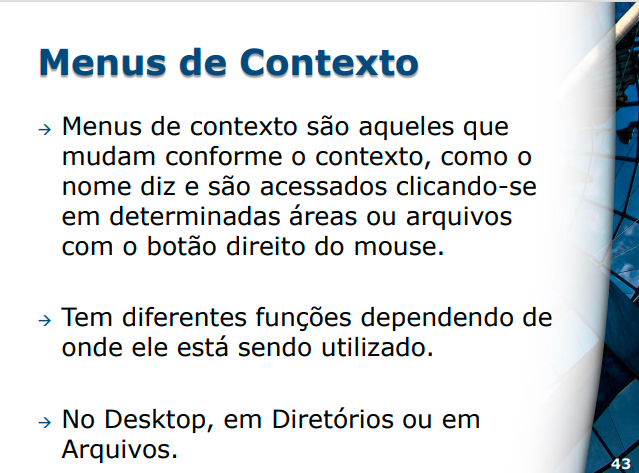 Menus de Contexto
→ Menus de contexto são aqueles que
mudam conforme o contexto, como o
nome diz e são acessados clicando-se
em determinadas áreas ou arquivos
com o botão direito do mouse.
→ Tem diferentes funções dependendo de
onde ele está sendo utilizado.
→ No Desktop, em Diretórios ou em
Arquivos.
43